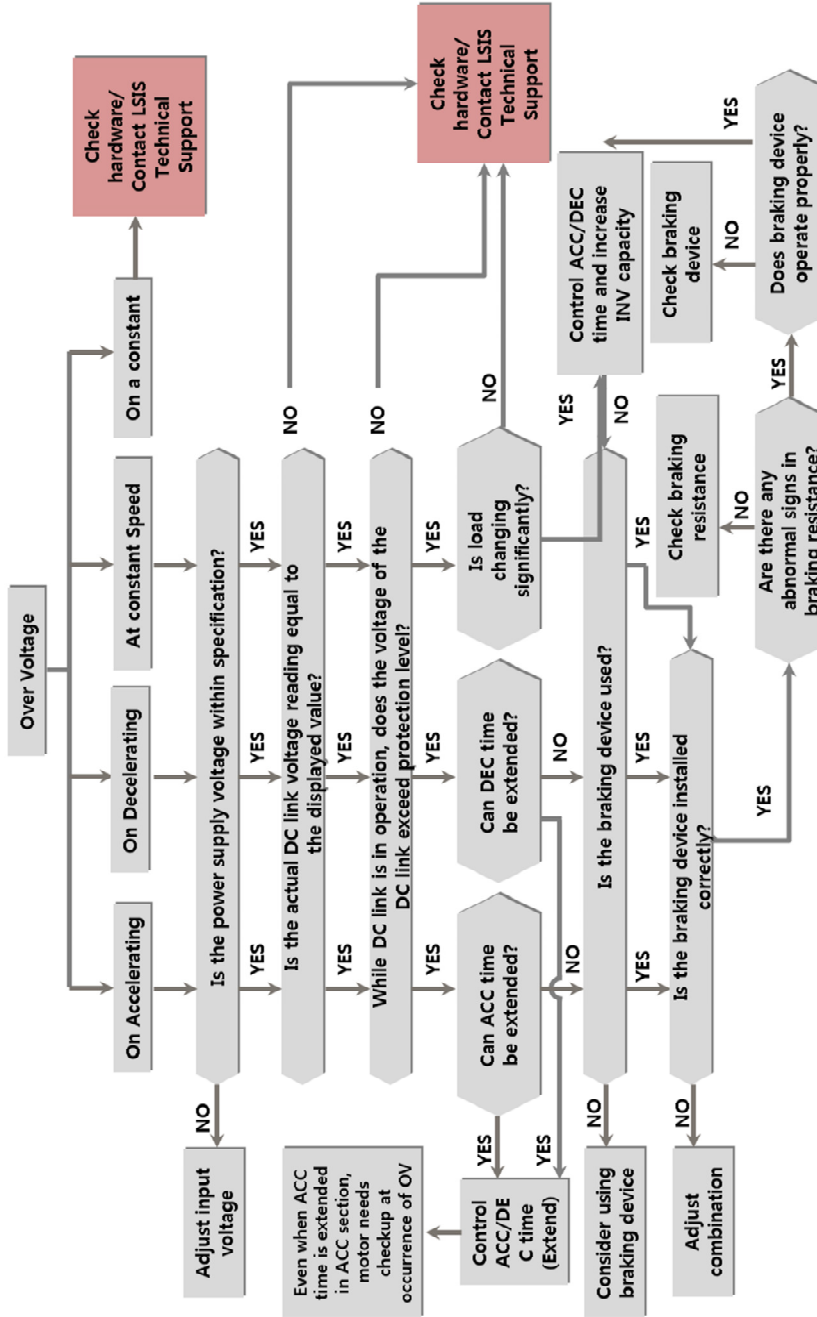 Over Voltage
On Accelerating
On Decelerating
At constant Speed
On a constant
Check
hardware/
Contact LSIS
Technical
Support
Is the power supply voltage within specification?
NO
Adjust input
voltage
YES
YES
YES
Is the actual DC link voltage reading equal to
the displayed value?
NO
YES
YES
YES
While DC link is in operation, does the voltage of the
DC link exceed protection level?
NO
YES
YES
YES
Check
hardware/
Contact LSIS
Technical
Support
Even when ACC
time is extended
in ACC section,
motor needs
checkup at
occurrence of OV
Can ACC time
be extended?
Can DEC time
be extended?
Is load
changing
significantly?
NO
YES
YES
Control
ACC/DE
C time
(Extend)
NO
NO
YES
Control ACC/DEC
time and increase
INV capacity
Is the braking device used?
NO
NO
Consider using
braking device
YES
YES
YES
Is the braking device installed
correctly?
NO
Adjust
combination
YES
Check braking
resistance
NO
Are there any
abnormal signs in
braking resistance?
YES
Check braking
device
NO
YES
Does braking device
operate properly?